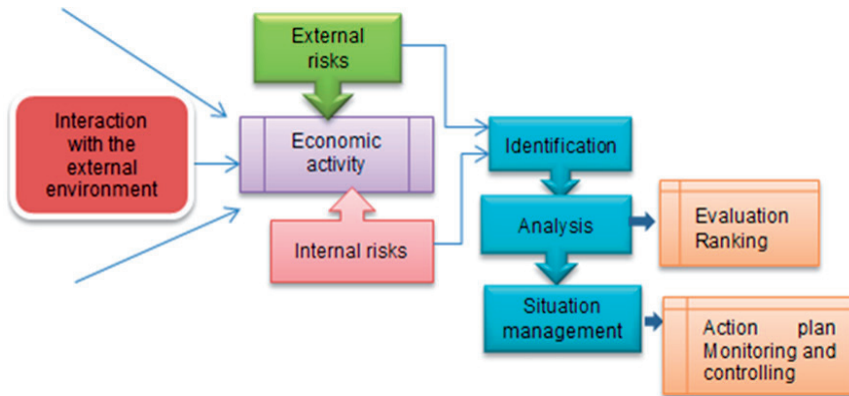 External
risks
Interaction
with the
external
environment
Economic
activity
Identification
Internal risks
Analysis
Evaluation
Ranking
Situation
management
Action plan
Monitoring and
controlling